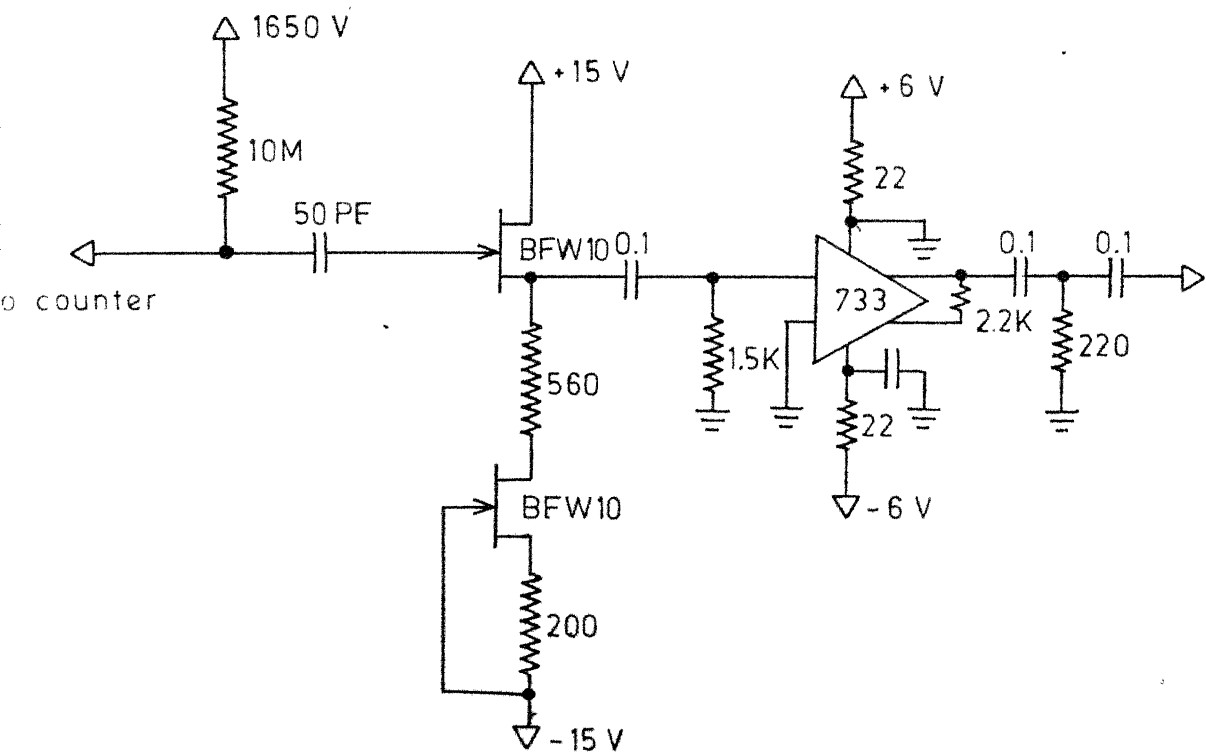 1650 V
+15 V
+6 V
10M
22
50 PF
BFW10
0.1
0.1
0.1
o counter
733
2.2K
1.5K
220
560
22
BFW10
-6 V
200
-15 V